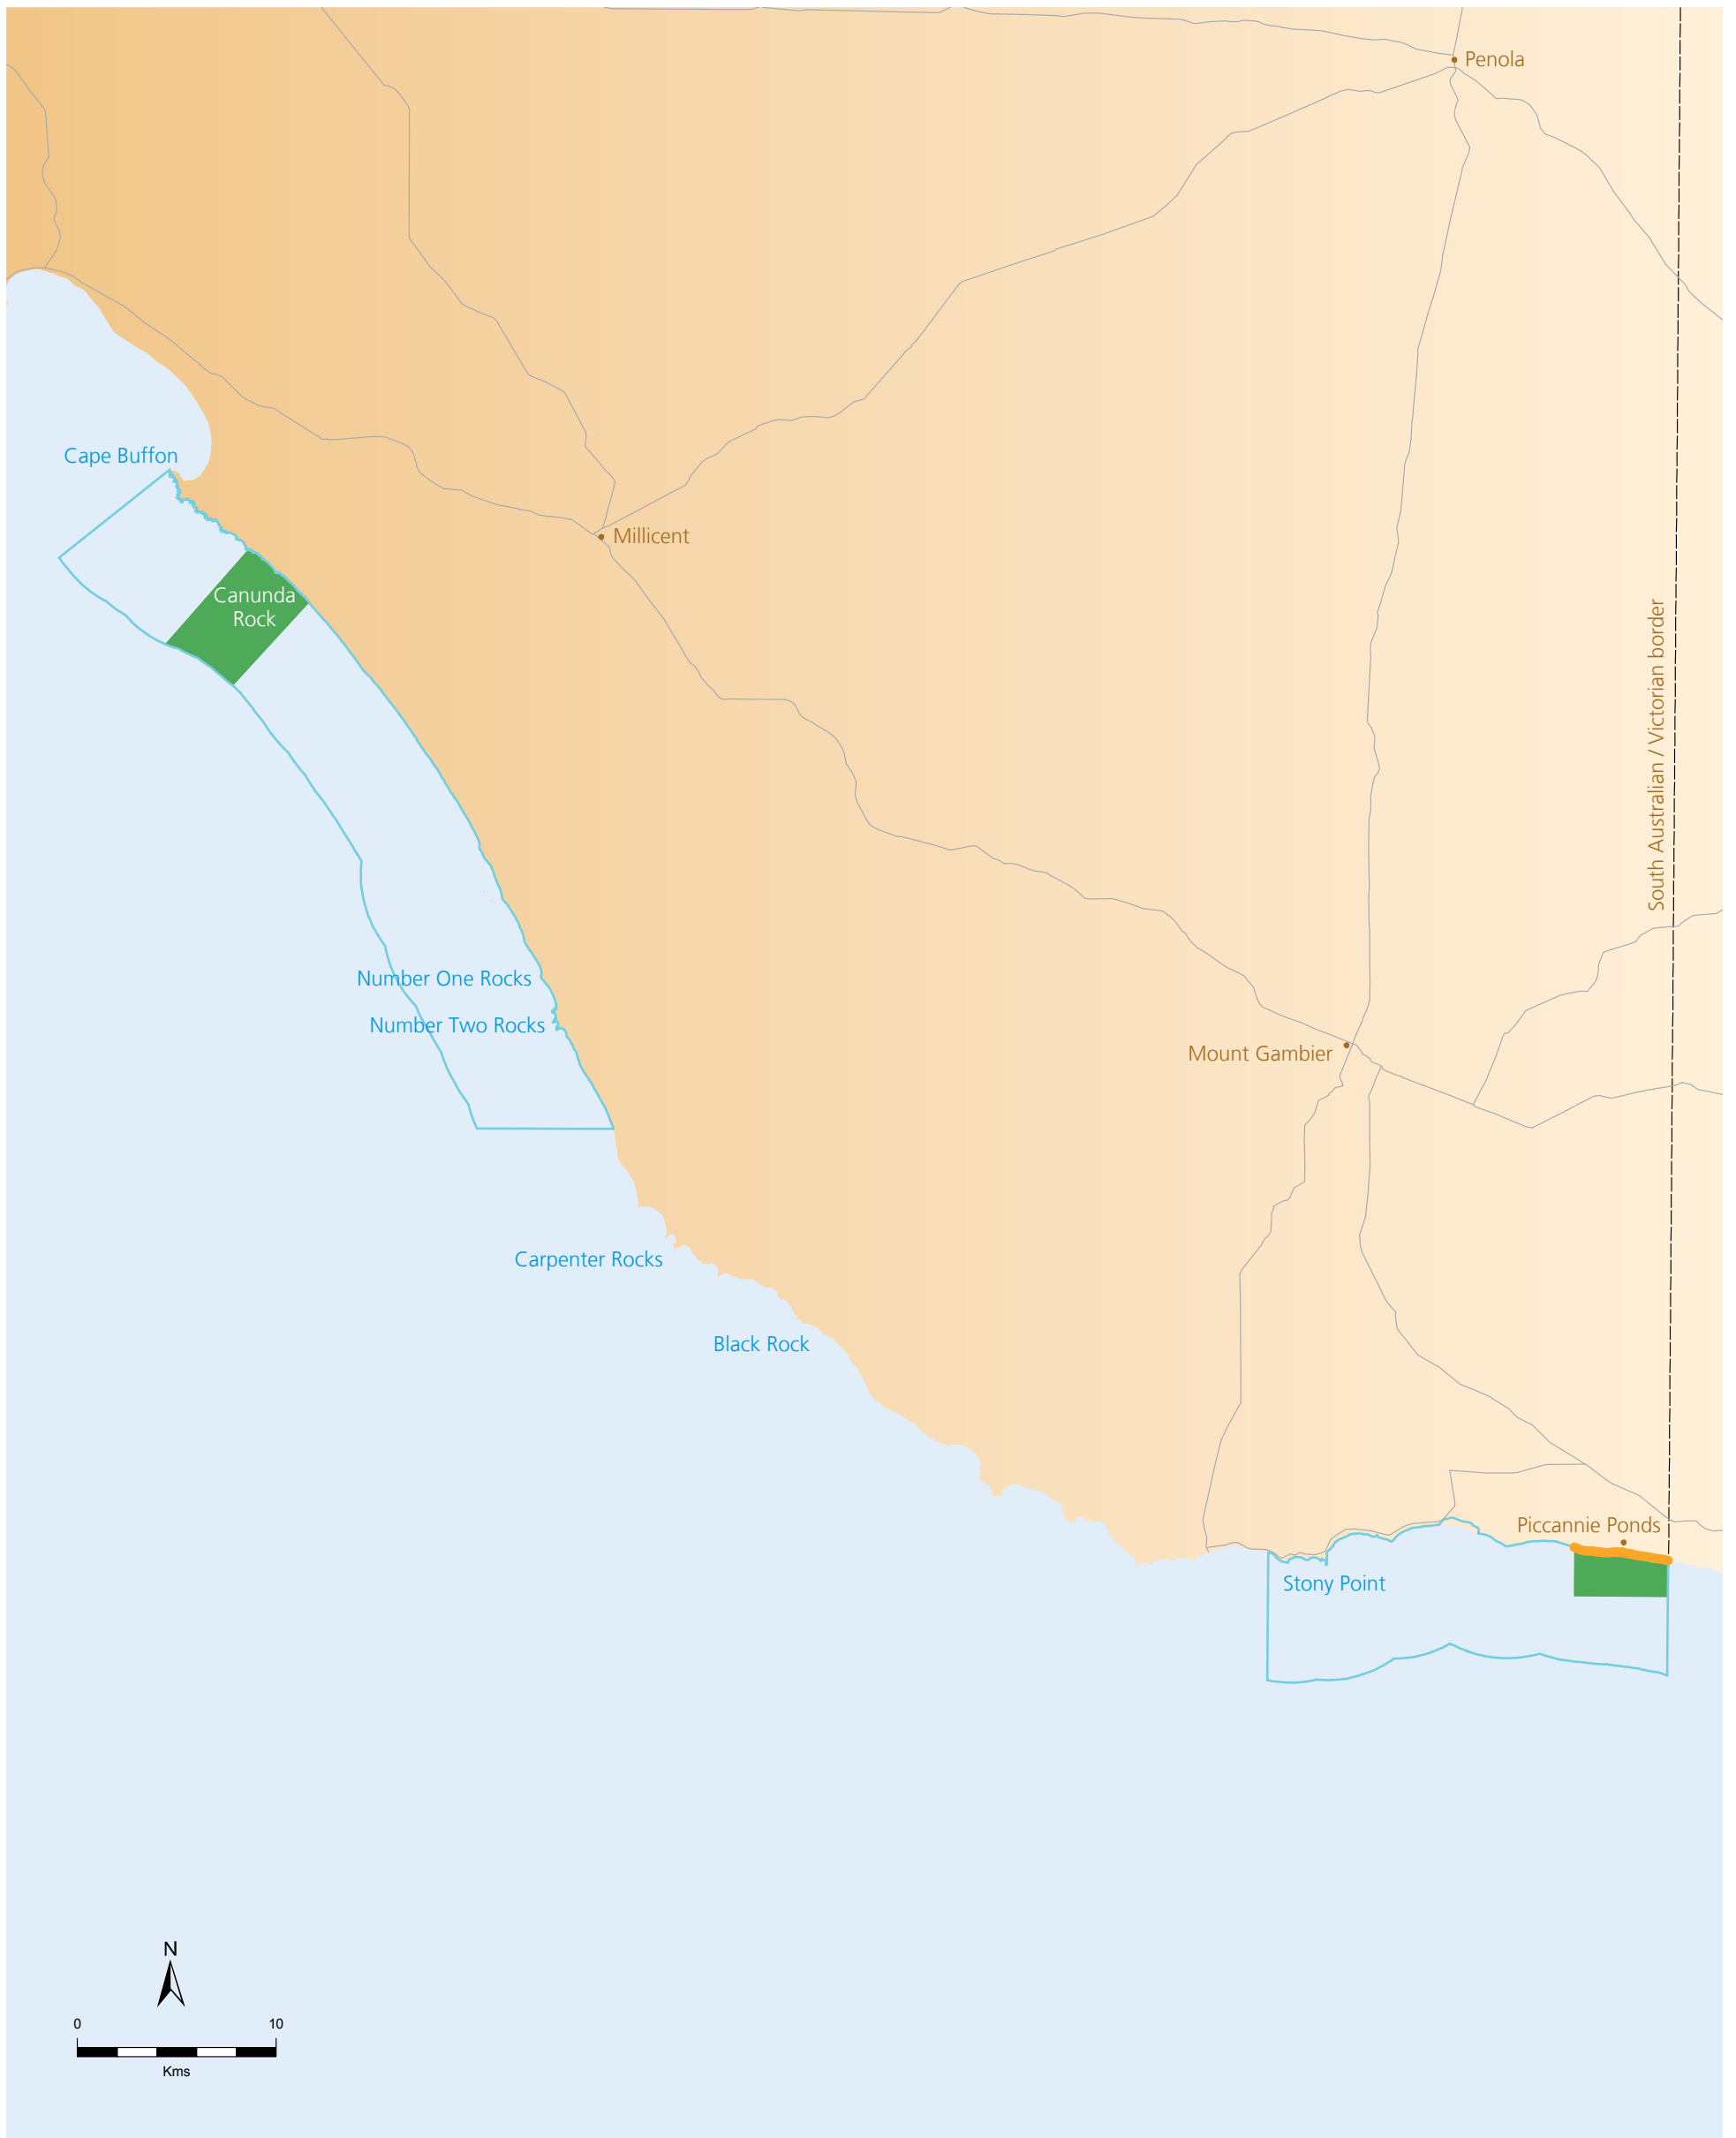 Penola
Cape Buffon
Millicent
Canunda
Rock
South Australian / Victorian border
Number One Rocks
Number Two Rocks
Mount Gambier
Carpenter Rocks
Black Rock
Piccannie Ponds
Stony Point
N
0 10
Kms